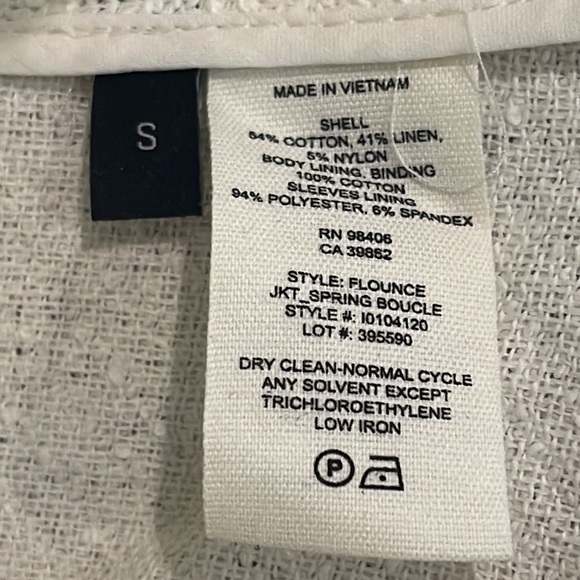 S
MADE IN VIETNAM
SHELL
54% COTTON, 41% LINEN,
5% NYLON
BODY LINING, BINDING
100% COTTON
SLEEVES LINING
94% POLYESTER, 6% SPANDEX
RN 98406
CA 39852
STYLE: FLOUNCE
JKT_SPRING BOUCLE
STYLE #: I0104120
LOT #: 395590
DRY CLEAN-NORMAL CYCLE
ANY SOLVENT EXCEPT
TRICHLOROETHYLENE
LOW IRON
P